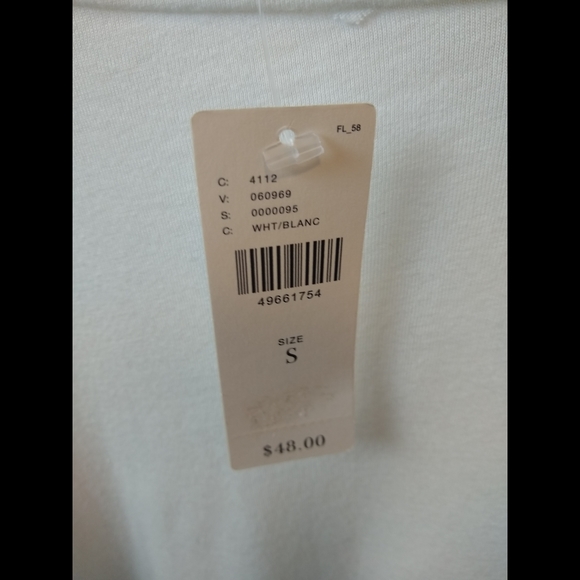 FL_58
C: 4112
V: 060969
S: 0000095
C: WHT/BLANC
49661754
SIZE
S
$48.00